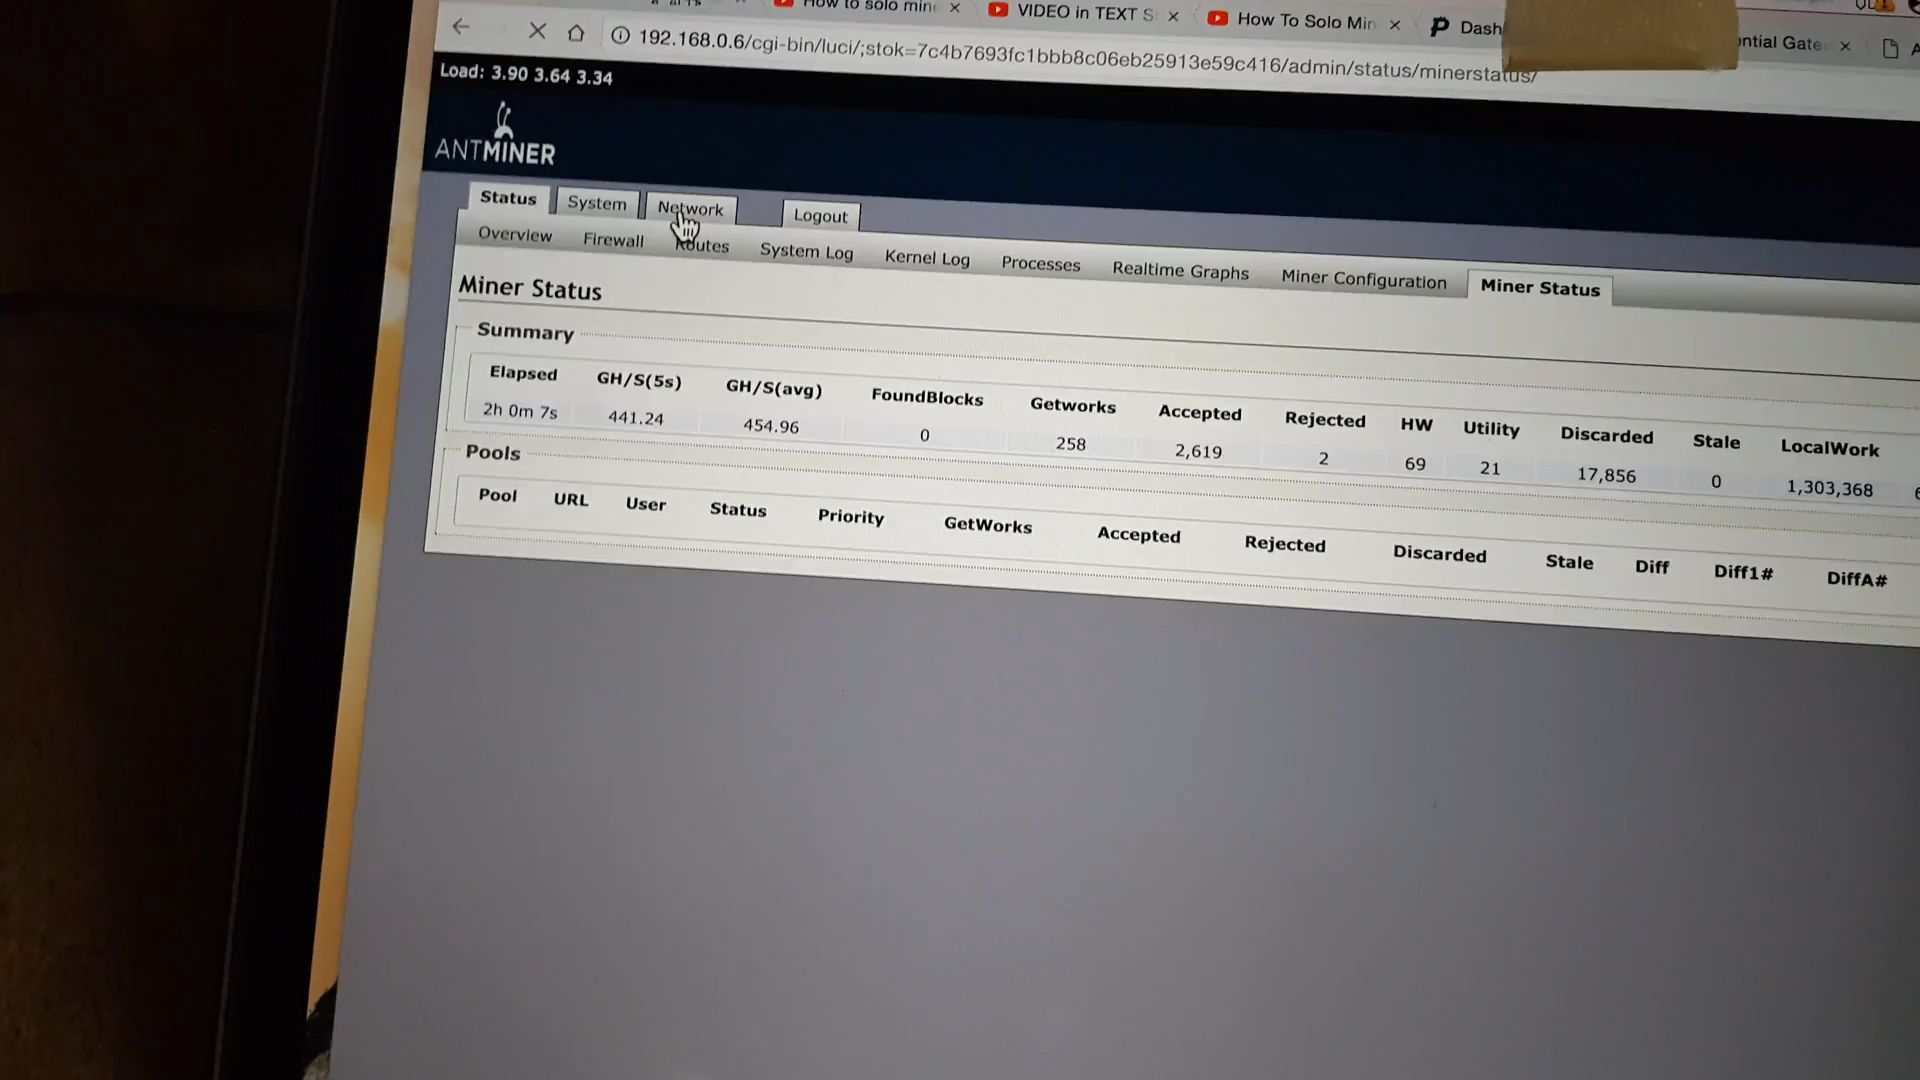 How to solo min
VIDEO in TEXT S
How To Solo Min
Dash
ntial Gate
192.168.0.6/cgi-bin/luci/;stok=7c4b7693fc1bbb8c06eb25913e59c416/admin/status/minerstatus/
Load: 3.90 3.64 3.34
ANTMINER
Status System Network Logout
Overview Firewall Routes System Log Kernel Log Processes Realtime Graphs Miner Configuration Miner Status
Miner Status
Summary
Elapsed GH/S(5s) GH/S(avg) FoundBlocks Getworks Accepted Rejected HW Utility Discarded Stale LocalWork
2h 0m 7s 441.24 454.96 0 258 2,619 2 69 21 17,856 0 1,303,368
Pools
Pool URL User Status Priority GetWorks Accepted Rejected Discarded Stale Diff Diff1# DiffA#